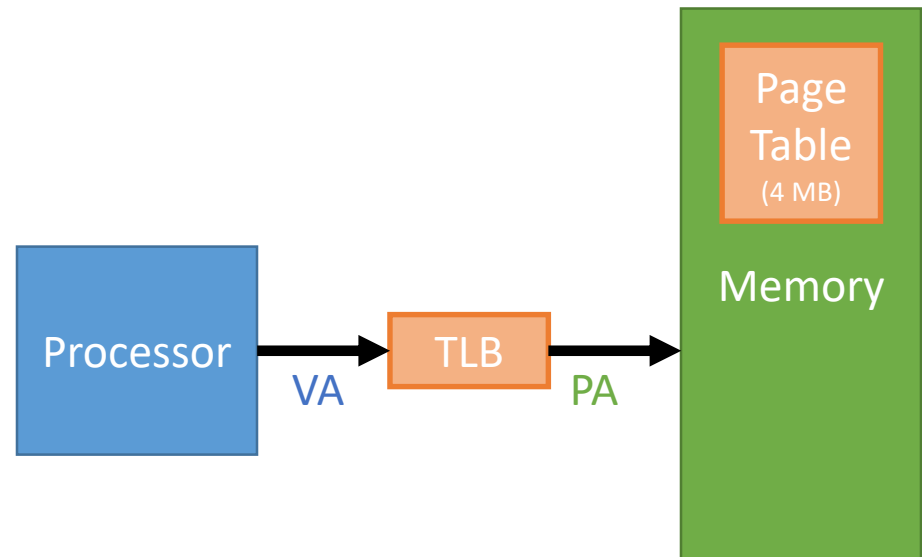 Page
Table
(4 MB)
Memory
Processor
TLB
VA
PA